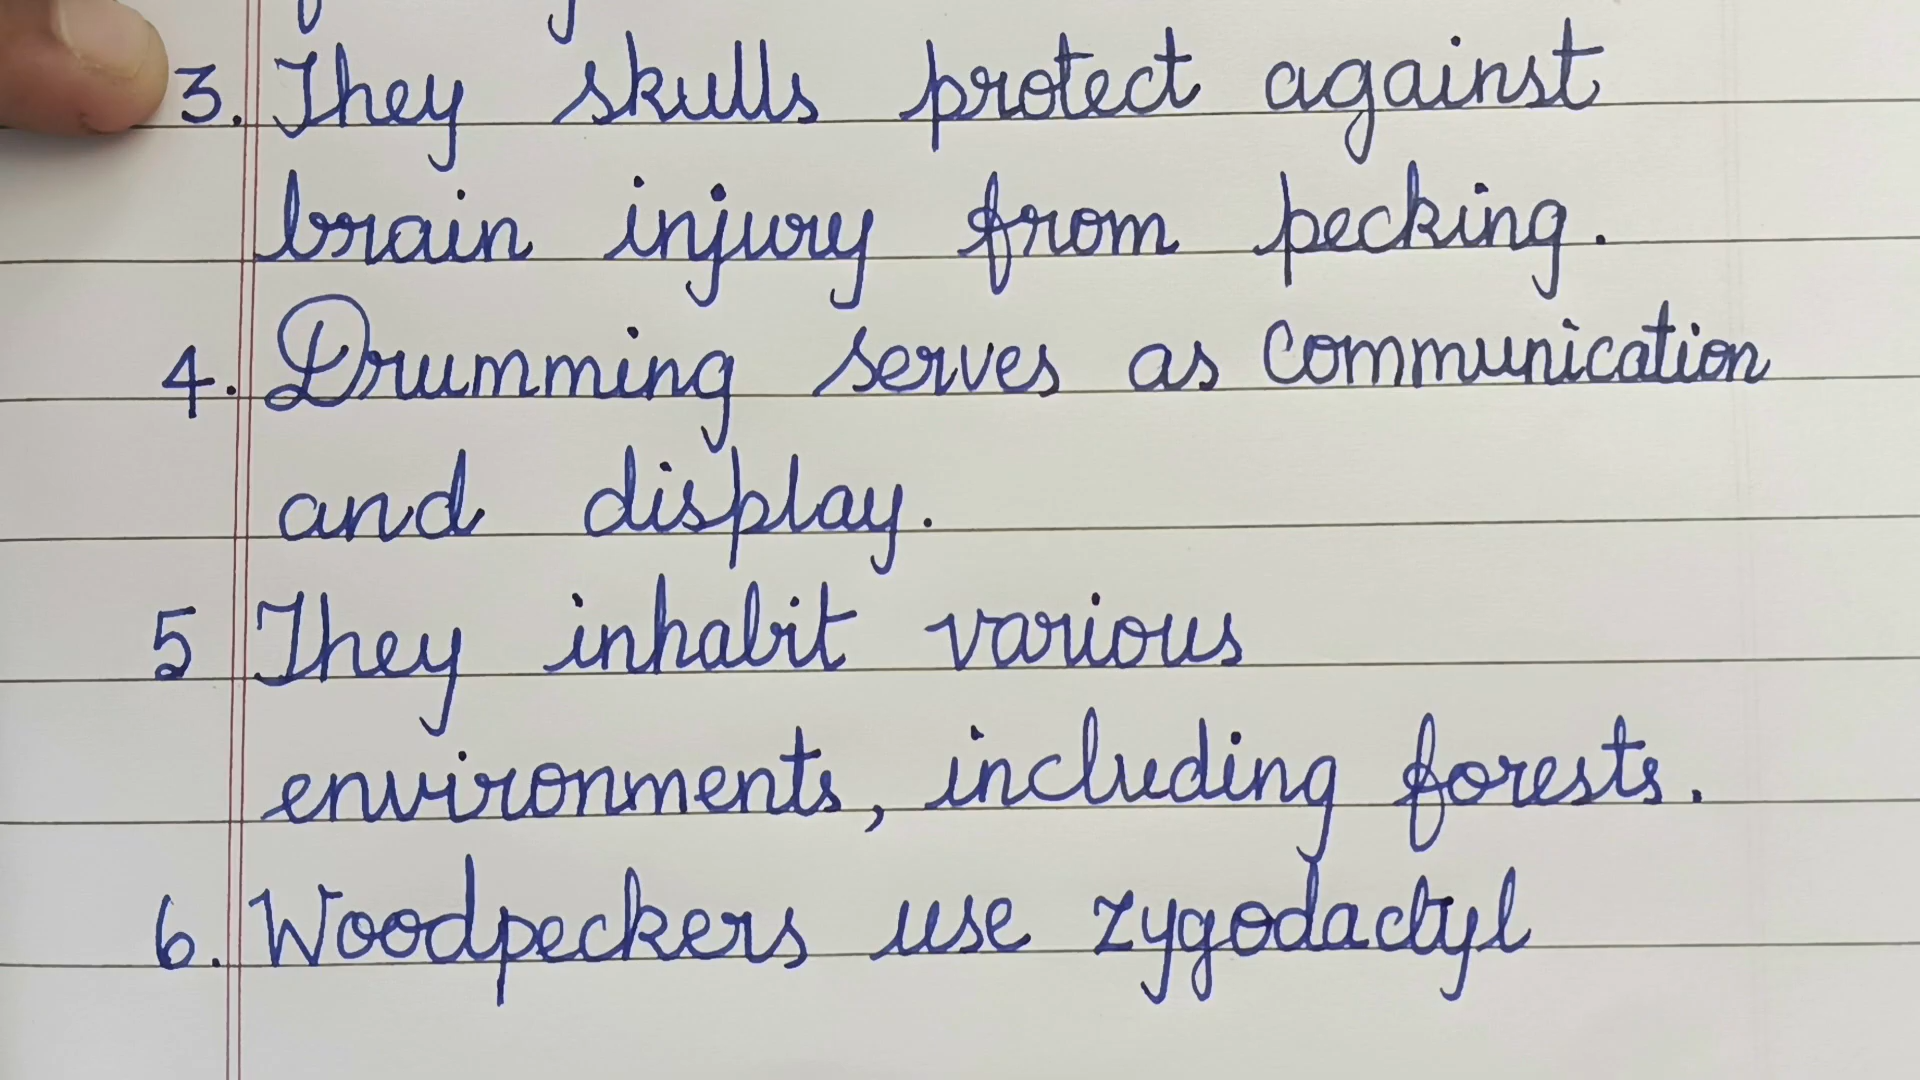 3. They skulls protect against
brain injury from pecking.
4. Drumming serves as Communication
and display.
5 They inhabit various
environments, including forests.
6. Woodpeckers use zygodactyl